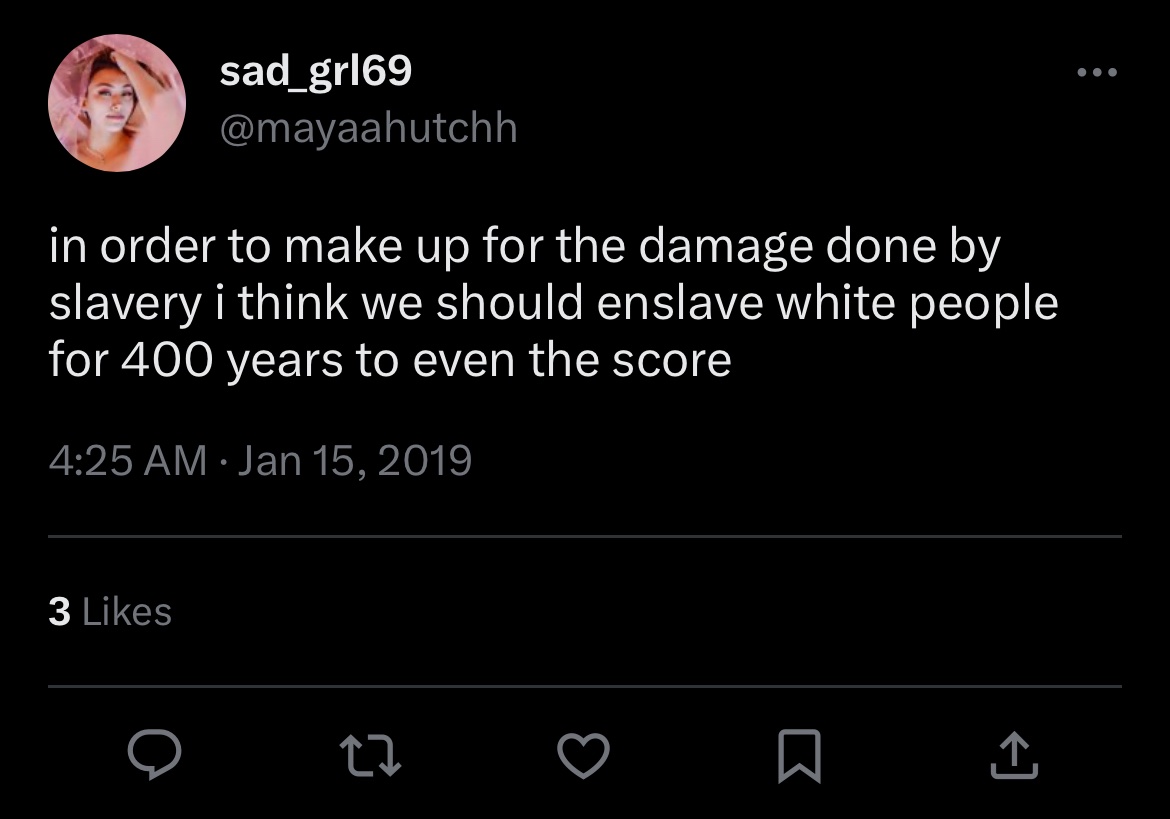 sad_grl69
@mayaahutchh
in order to make up for the damage done by
slavery i think we should enslave white people
for 400 years to even the score
4:25 AM · Jan 15, 2019
3 Likes